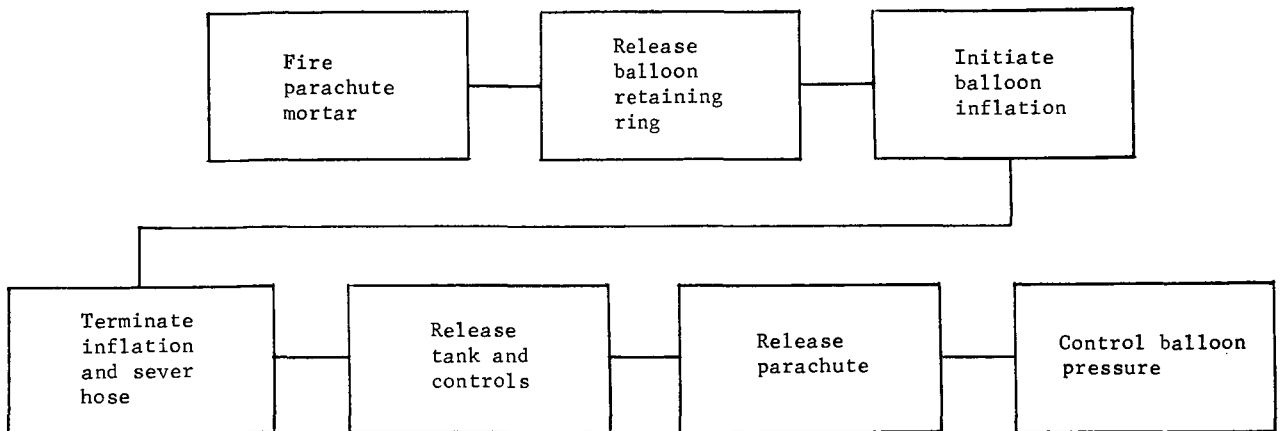 Fire
parachute
mortar
Release
balloon
retaining
ring
Initiate
balloon
inflation
Terminate
inflation
and sever
hose
Release
tank and
controls
Release
parachute
Control balloon
pressure